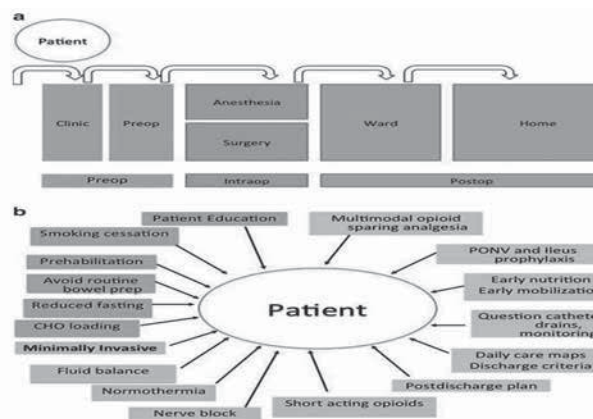 a
Patient
Clinic
Preop
Anesthesia
Surgery
Ward
Home
Preop
Intraop
Postop
b
Patient Education
Multimodal opioid
sparing analgesia
Smoking cessation
PONV and Ileus
prophylaxis
Prehabilitation
Avoid routine
bowel prep
Early nutrition
Early mobilization
Reduced fasting
Patient
CHO loading
Question cathete
drains,
monitoring
Minimally Invasive
Daily care maps
Discharge criteria
Fluid balance
Postdischarge plan
Normothermia
Short acting opioids
Nerve block